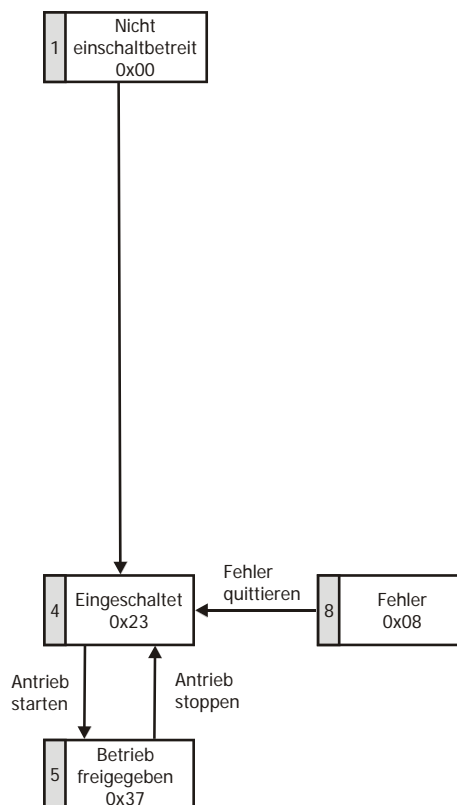 1
Nicht
einschaltbetreit
0x00
4
Eingeschaltet
0x23
Fehler
quittieren
8
Fehler
0x08
Antrieb
starten
Antrieb
stoppen
5
Betrieb
freigegeben
0x37